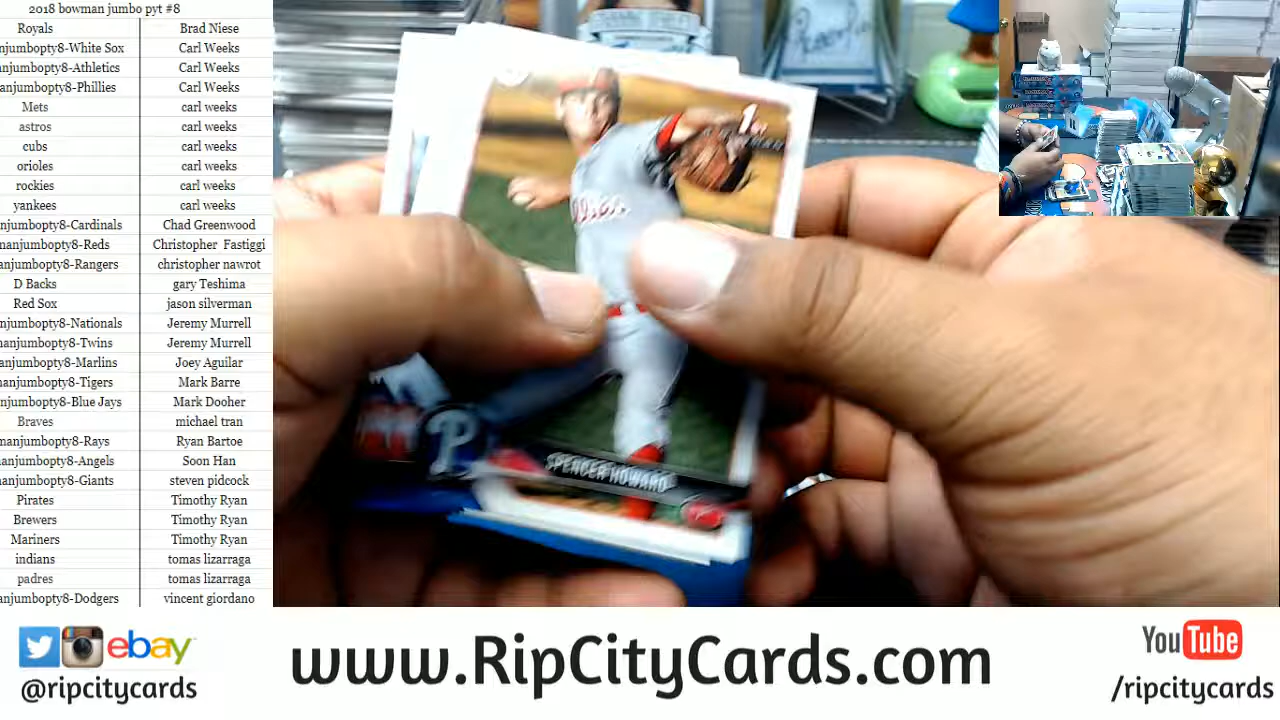 2018 bowman jumbo pyt #8
Royals Brad Niese
njumbopty8-White Sox Carl Weeks
anjumbopty8-Athletics Carl Weeks
anjumbopty8-Phillies Carl Weeks
Mets carl weeks
astros carl weeks
cubs carl weeks
orioles carl weeks
rockies carl weeks
yankees carl weeks
njumbopty8-Cardinals Chad Greenwood
manjumbopty8-Reds Christopher Fastiggi
anjumbopty8-Rangers christopher nawrot
D Backs gary Teshima
Red Sox jason silverman
njumbopty8-Nationals Jeremy Murrell
anjumbopty8-Twins Jeremy Murrell
manjumbopty8-Marlins Joey Aguilar
nanjumbopty8-Tigers Mark Barre
njumbopty8-Blue Jays Mark Dooher
Braves michael tran
manjumbopty8-Rays Ryan Bartoe
anjumbopty8-Angels Soon Han
anjumbopty8-Giants steven pidcock
Pirates Timothy Ryan
Brewers Timothy Ryan
Mariners Timothy Ryan
indians tomas lizarraga
padres tomas lizarraga
anjumbopty8-Dodgers vincent giordano
P
SPENCER HOWARD
ebay
@ripcitycards
www.RipCityCards.com
YouTube
/ripcitycards